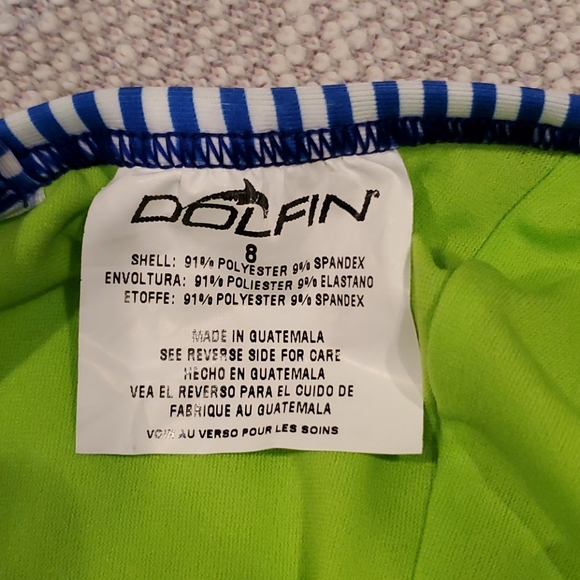 DOLFIN
8
SHELL: 91% POLYESTER 9% SPANDEX
ENVOLTURA: 91% POLIESTER 9% ELASTANO
ETOFFE: 91% POLYESTER 9% SPANDEX
MADE IN GUATEMALA
SEE REVERSE SIDE FOR CARE
HECHO EN GUATEMALA
VEA EL REVERSO PARA EL CUIDO DE
FABRIQUE AU GUATEMALA
VOIR AU VERSO POUR LES SOINS